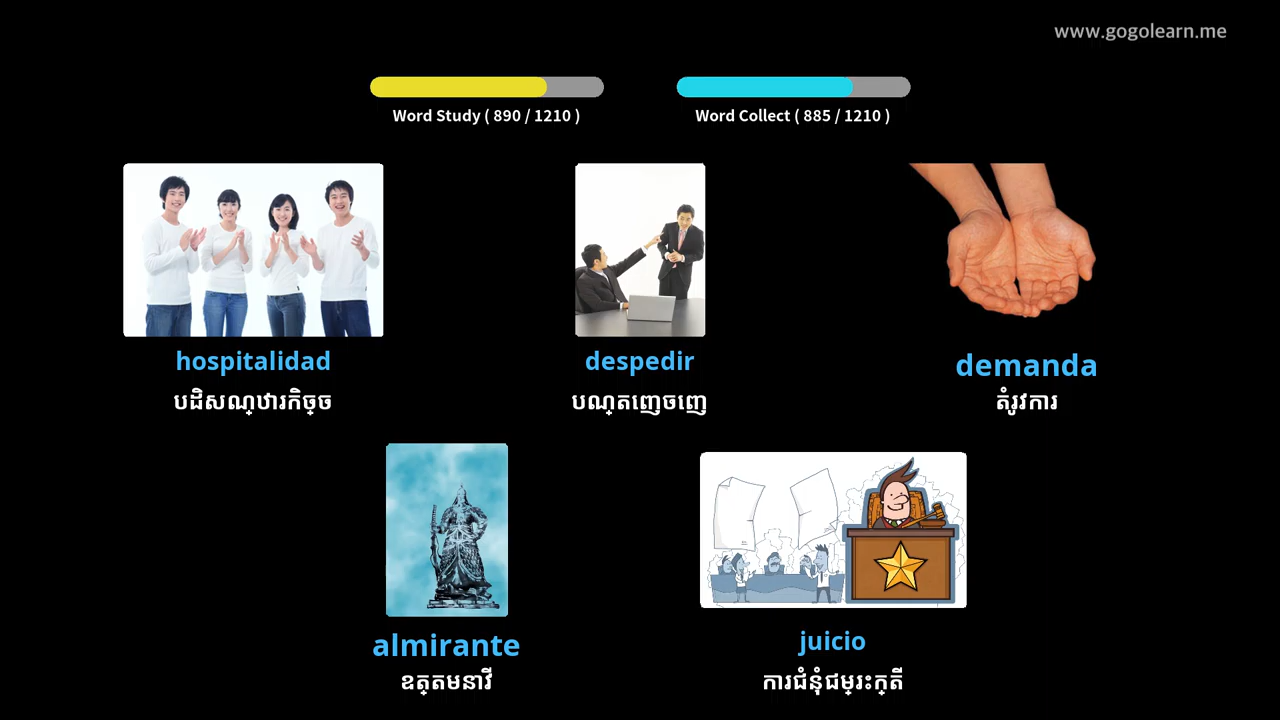 www.gogolearn.me
Word Study ( 890 / 1210 )
Word Collect ( 885 / 1210 )
hospitalidad
បដិសណ្ឋារកិច្ច
despedir
បណ្តេញចេញ
demanda
តំរូវការ
almirante
ឧត្តមនាវី
juicio
ការជំនុំជម្រះក្តី